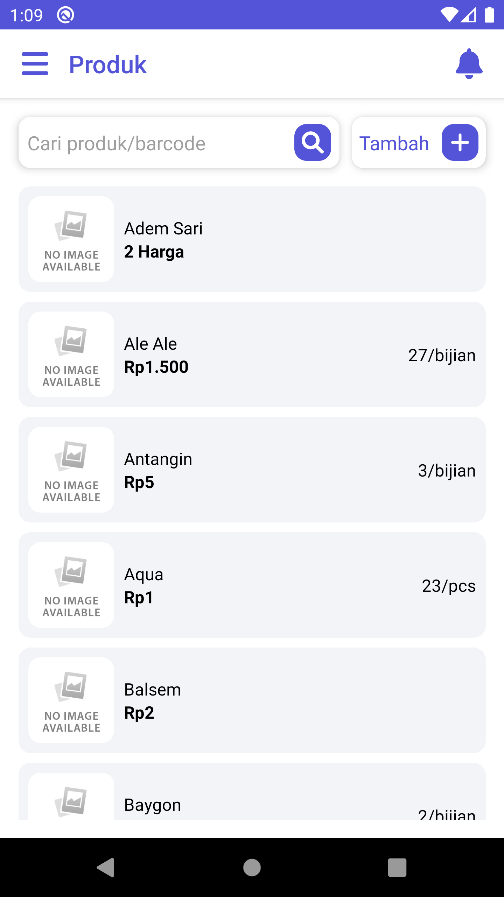 1:09
Produk
Cari produk/barcode
Tambah
NO IMAGE
AVAILABLE
Adem Sari
2 Harga
NO IMAGE
AVAILABLE
Ale Ale
Rp1.500
27/bijian
NO IMAGE
AVAILABLE
Antangin
Rp5
3/bijian
NO IMAGE
AVAILABLE
Aqua
Rp1
23/pcs
NO IMAGE
AVAILABLE
Balsem
Rp2
Baygon
2/bijian